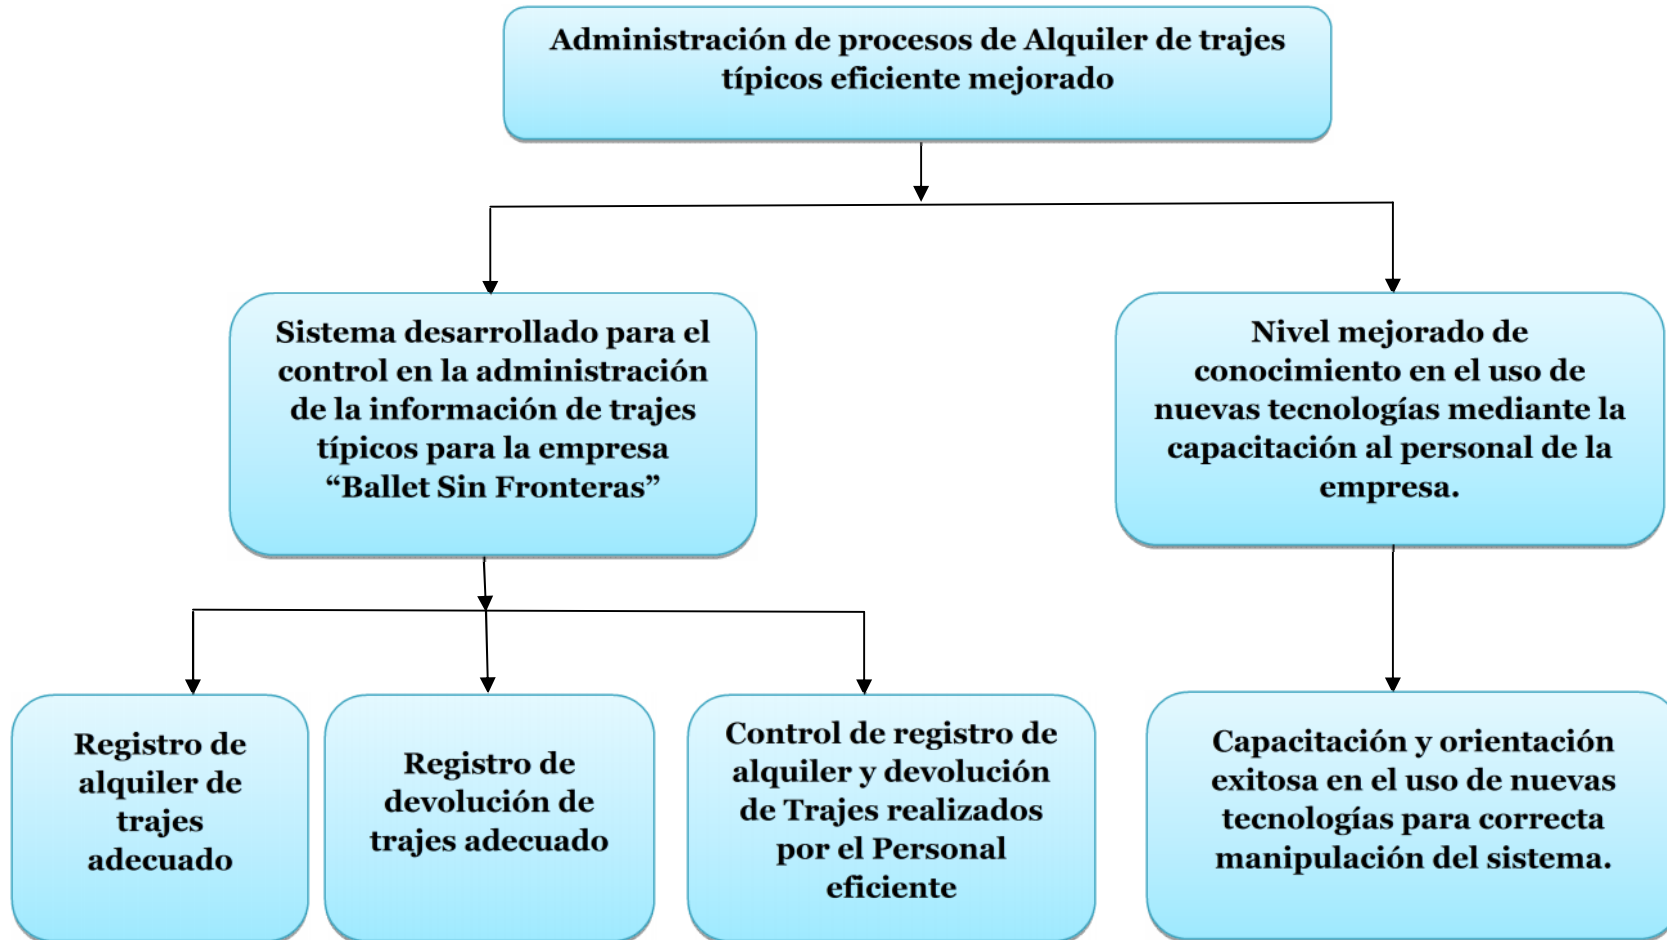 Administración de procesos de Alquiler de trajes
típicos eficiente mejorado
Sistema desarrollado para el
control en la administración
de la información de trajes
típicos para la empresa
“Ballet Sin Fronteras”
Nivel mejorado de
conocimiento en el uso de
nuevas tecnologías mediante la
capacitación al personal de la
empresa.
Registro de
alquiler de
trajes
adecuado
Registro de
devolución de
trajes adecuado
Control de registro de
alquiler y devolución
de Trajes realizados
por el Personal
eficiente
Capacitación y orientación
exitosa en el uso de nuevas
tecnologías para correcta
manipulación del sistema.